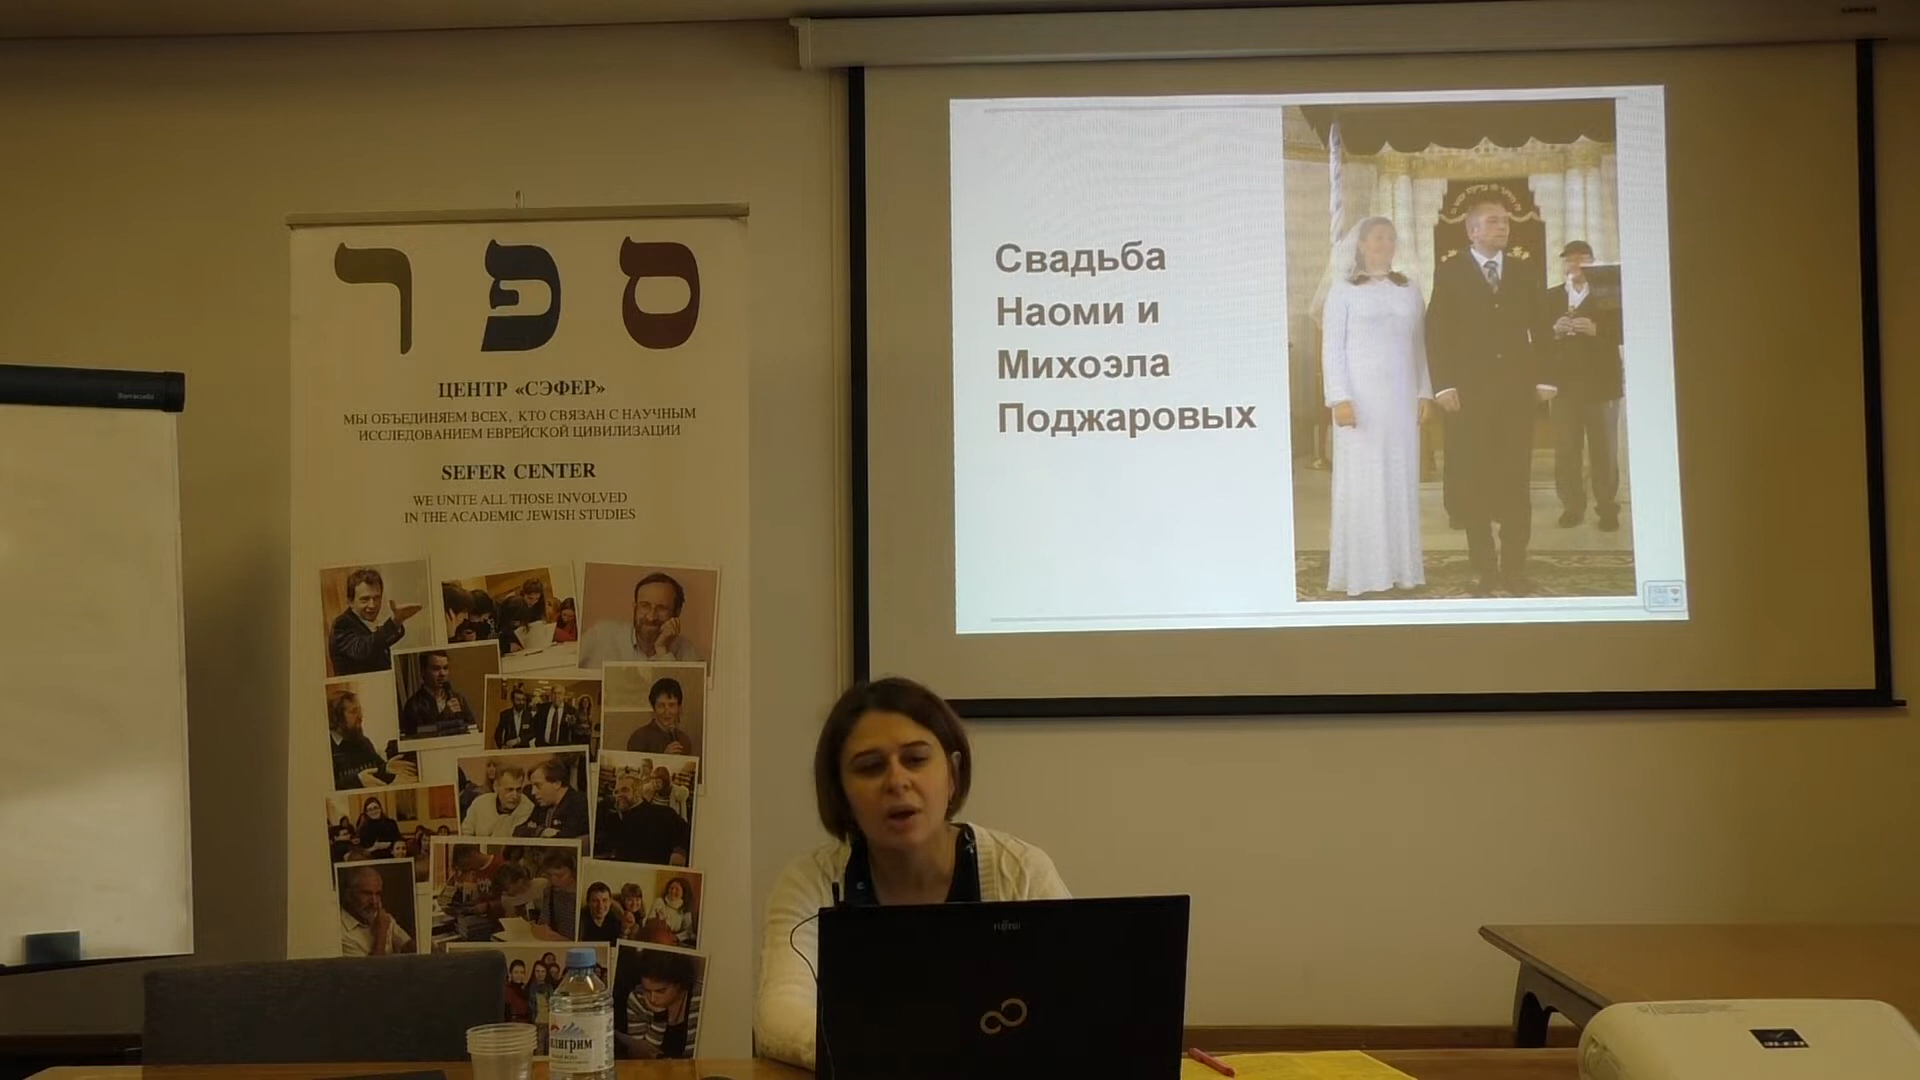 ספר
ЦЕНТР «СЭФЕР»
МЫ ОБЪЕДИНЯЕМ ВСЕХ, КТО СВЯЗАН С НАУЧНЫМ
ИССЛЕДОВАНИЕМ ЕВРЕЙСКОЙ ЦИВИЛИЗАЦИИ
SEFER CENTER
WE UNITE ALL THOSE INVOLVED
IN THE ACADEMIC JEWISH STUDIES
Свадьба
Наоми и
Михоэла
Поджаровых
FUJITSU